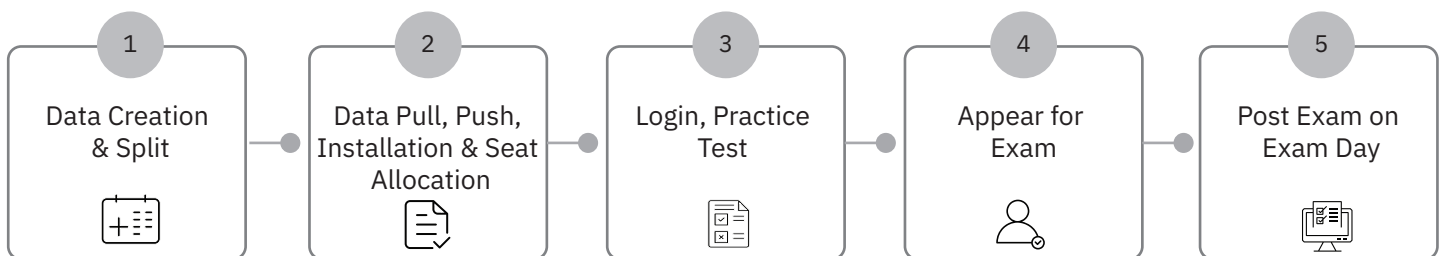 1
Data Creation
& Split
2
Data Pull, Push,
Installation & Seat
Allocation
3
Login, Practice
Test
4
Appear for
Exam
5
Post Exam on
Exam Day